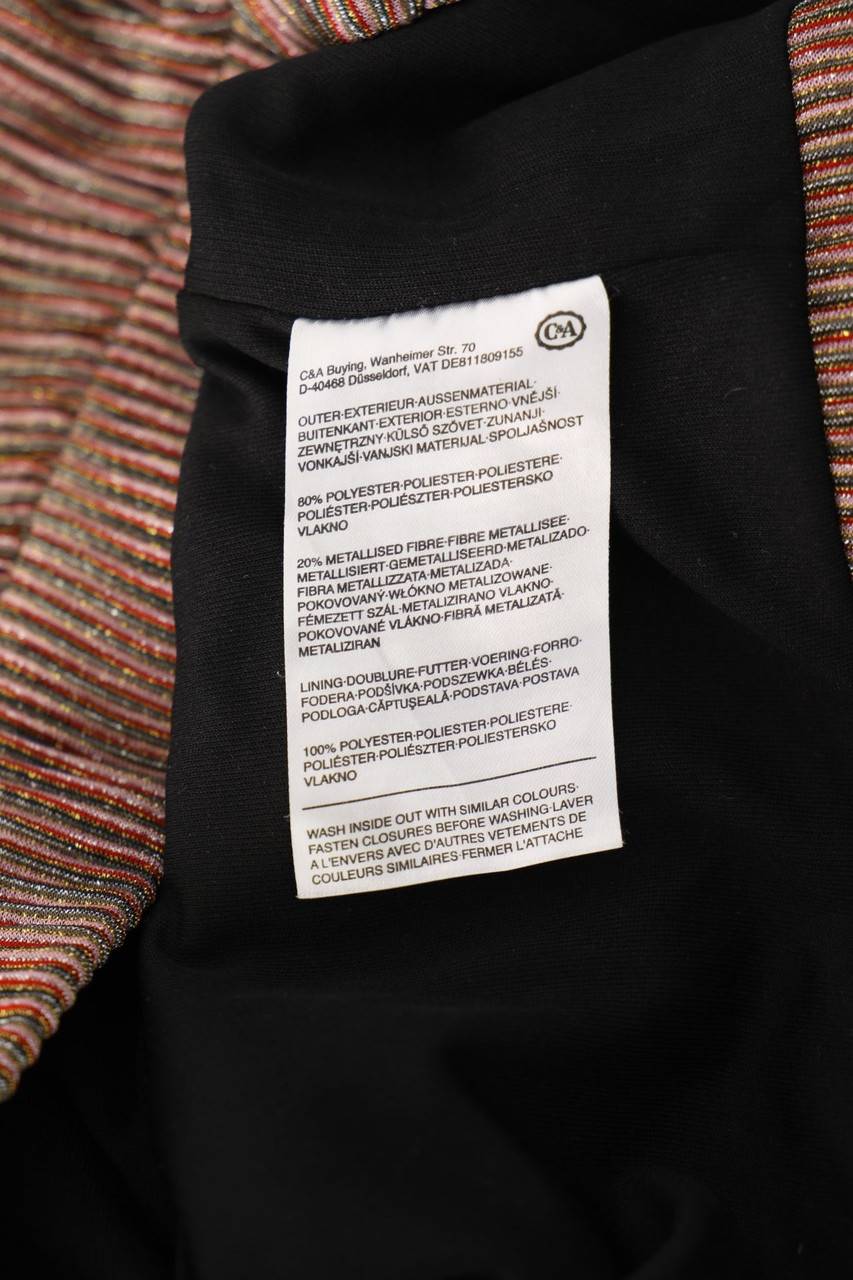 C&A
C&A Buying, Wanheimer Str. 70
D-40468 Düsseldorf, VAT DE811809155
OUTER·EXTERIEUR·AUSSENMATERIAL·
BUITENKANT·EXTERIOR·ESTERNO·VNĚJŠÍ·
ZEWNĘTRZNY·KÜLSŐ SZÖVET·ZUNANJI·
VONKAJŠÍ·VANJSKI MATERIJAL·SPOLJAŠNOST
80% POLYESTER·POLIESTER·POLIESTERE·
POLIÉSTER·POLIÉSZTER·POLIESTERSKO
VLAKNO
20% METALLISED FIBRE·FIBRE METALLISEE·
METALLISIERT·GEMETALLISEERD·METALIZADO·
FIBRA METALLIZZATA·METALIZADA·
POKOVOVANÝ·WŁÓKNO METALIZOWANE·
FÉMEZETT SZÁL·METALIZIRANO VLAKNO·
POKOVOVANÉ VLÁKNO·FIBRĂ METALIZATĂ·
METALIZIRAN
LINING·DOUBLURE·FUTTER·VOERING·FORRO·
FODERA·PODŠÍVKA·PODSZEWKA·BÉLÉS·
PODLOGA·CĂPTUŞEALĂ·PODSTAVA·POSTAVA
100% POLYESTER·POLIESTER·POLIESTERE·
POLIÉSTER·POLIÉSZTER·POLIESTERSKO
VLAKNO
WASH INSIDE OUT WITH SIMILAR COLOURS·
FASTEN CLOSURES BEFORE WASHING·LAVER
A L'ENVERS AVEC D'AUTRES VETEMENTS DE
COULEURS SIMILAIRES·FERMER L'ATTACHE